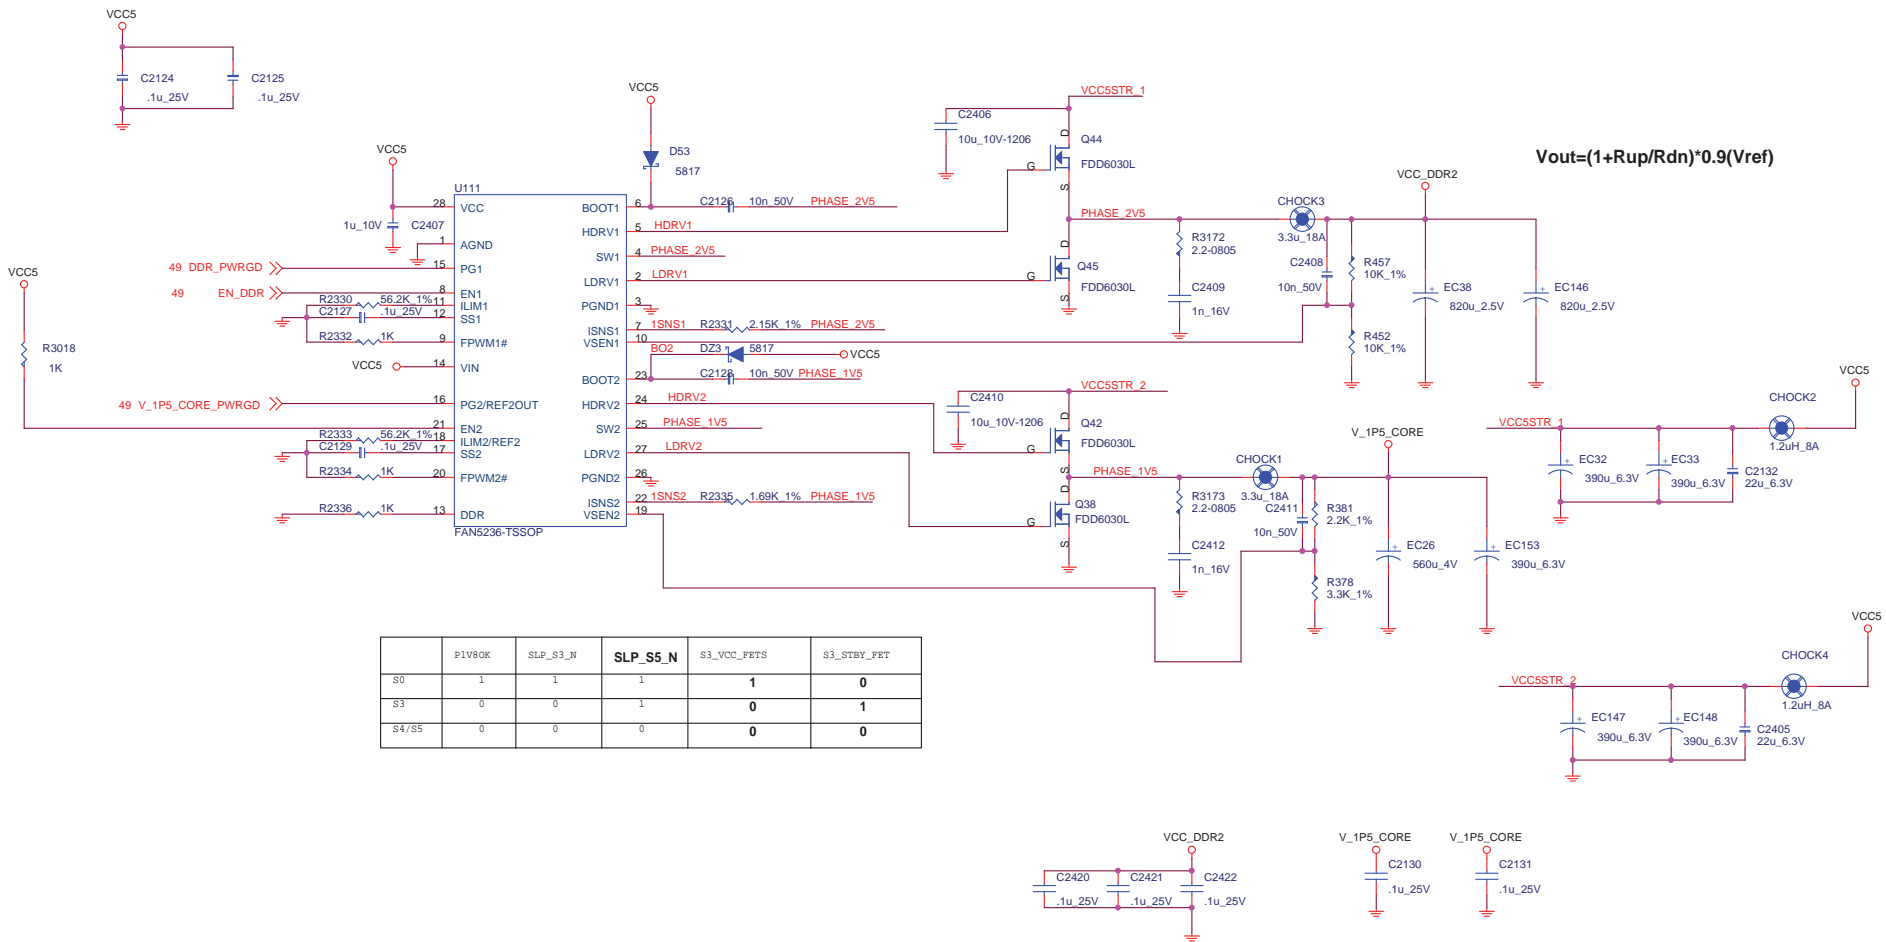 VCC5
C2124
.1u_25V
C2125
.1u_25V
VCC5
D53
5817
VCC5
1u_10V
C2407
U111
28 VCC
1 AGND
15 PG1
8 EN1
11 ILIM1
12 SS1
9 FPWM1#
14 VIN
16 PG2/REF2OUT
21 EN2
18 ILIM2/REF2
17 SS2
20 FPWM2#
13 DDR
BOOT1 6
HDRV1 5
SW1 4
LDRV1 2
PGND1 3
ISNS1 7
VSEN1 10
BOOT2 23
HDRV2 24
SW2 25
LDRV2 27
PGND2 26
ISNS2 22
VSEN2 19
FAN5236-TSSOP
49 DDR_PWRGD
49 EN_DDR
R2330 56.2K_1%
C2127 .1u_25V
R2332 1K
VCC5
49 V_1P5_CORE_PWRGD
VCC5
R3018
1K
R2333 56.2K_1%
C2129 .1u_25V
R2334 1K
R2336 1K
C2126 10n_50V PHASE_2V5
HDRV1
PHASE_2V5
LDRV1
1SNS1 R2331 2.15K_1% PHASE_2V5
BO2 DZ3 5817 VCC5
C2128 10n_50V PHASE_1V5
HDRV2
PHASE_1V5
LDRV2
1SNS2 R2335 1.69K_1% PHASE_1V5
VCC5STR_1
C2406
10u_10V-1206
D
G
S
Q44
FDD6030L
PHASE_2V5
D
G
S
Q45
FDD6030L
R3172
2.2-0805
C2409
1n_16V
CHOCK3
3.3u_18A
C2408
10n_50V
R457
10K_1%
R452
10K_1%
VCC_DDR2
EC38
820u_2.5V
EC146
820u_2.5V
Vout=(1+Rup/Rdn)*0.9(Vref)
VCC5STR_2
C2410
10u_10V-1206
D
G
S
Q42
FDD6030L
PHASE_1V5
D
G
S
Q38
FDD6030L
R3173
2.2-0805
C2412
1n_16V
CHOCK1
3.3u_18A
C2411
10n_50V
R381
2.2K_1%
R378
3.3K_1%
V_1P5_CORE
EC26
560u_4V
EC153
390u_6.3V
VCC5
CHOCK2
1.2uH_8A
VCC5STR_1
EC32
390u_6.3V
EC33
390u_6.3V
C2132
22u_6.3V
VCC5
CHOCK4
1.2uH_8A
VCC5STR_2
EC147
390u_6.3V
EC148
390u_6.3V
C2405
22u_6.3V
P1V8OK SLP_S3_N SLP_S5_N S3_VCC_FETS S3_STBY_FET
S0 1 1 1 1 0
S3 0 0 1 0 1
S4/S5 0 0 0 0 0
VCC_DDR2
C2420
.1u_25V
C2421
.1u_25V
C2422
.1u_25V
V_1P5_CORE
C2130
.1u_25V
V_1P5_CORE
C2131
.1u_25V